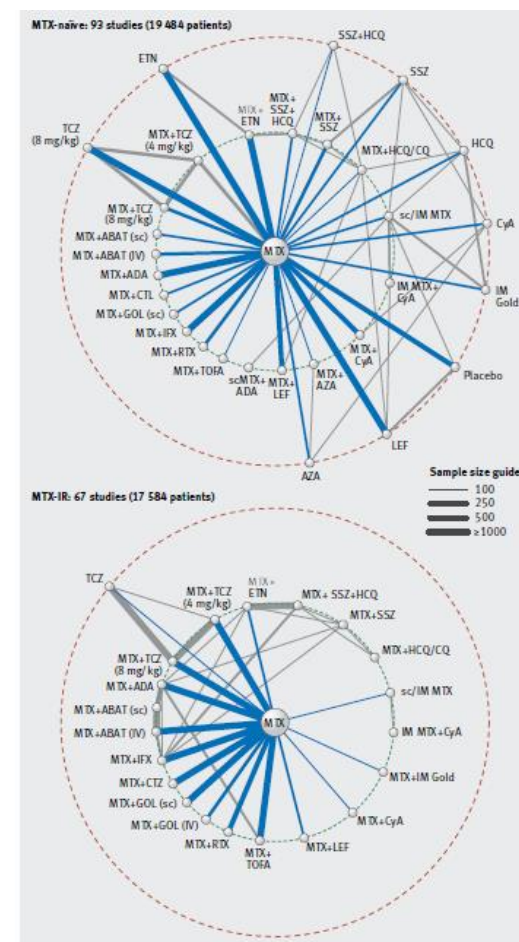 MTX-naïve: 93 studies (19 484 patients)
SSZ+HCQ
ETN
SSZ
MTX+
ETN
MTX+
SSZ+
HCQ
MTX+
SSZ
TCZ
(8 mg/kg)
MTX+TCZ
(4 mg/kg)
MTX+HCQ/CQ
HCQ
MTX+TCZ
(8 mg/kg)
sc/IM MTX
CyA
MTX+ABAT (sc)
MTX
MTX+ABAT (IV)
MTX+ADA
IM MTX+
CyA
IM
Gold
MTX+CTL
MTX+GOL (sc)
MTX+IFX
MTX+RTX
MTX+TOFA
scMTX+
ADA
MTX+
LEF
MTX+
AZA
MTX+
CyA
Placebo
LEF
AZA
Sample size guide
100
250
500
≥1000
MTX-IR: 67 studies (17 584 patients)
TCZ
MTX+TCZ
(4 mg/kg)
MTX+
ETN
MTX+ SSZ+HCQ
MTX+SSZ
MTX+TCZ
(8 mg/kg)
MTX+HCQ/CQ
MTX+ADA
sc/IM MTX
MTX+ABAT (sc)
MTX
MTX+ABAT (IV)
IM MTX+CyA
MTX+IFX
MTX+IM Gold
MTX+CTZ
MTX+GOL (sc)
MTX+GOL (IV)
MTX+CyA
MTX+RTX
MTX+
TOFA
MTX+LEF